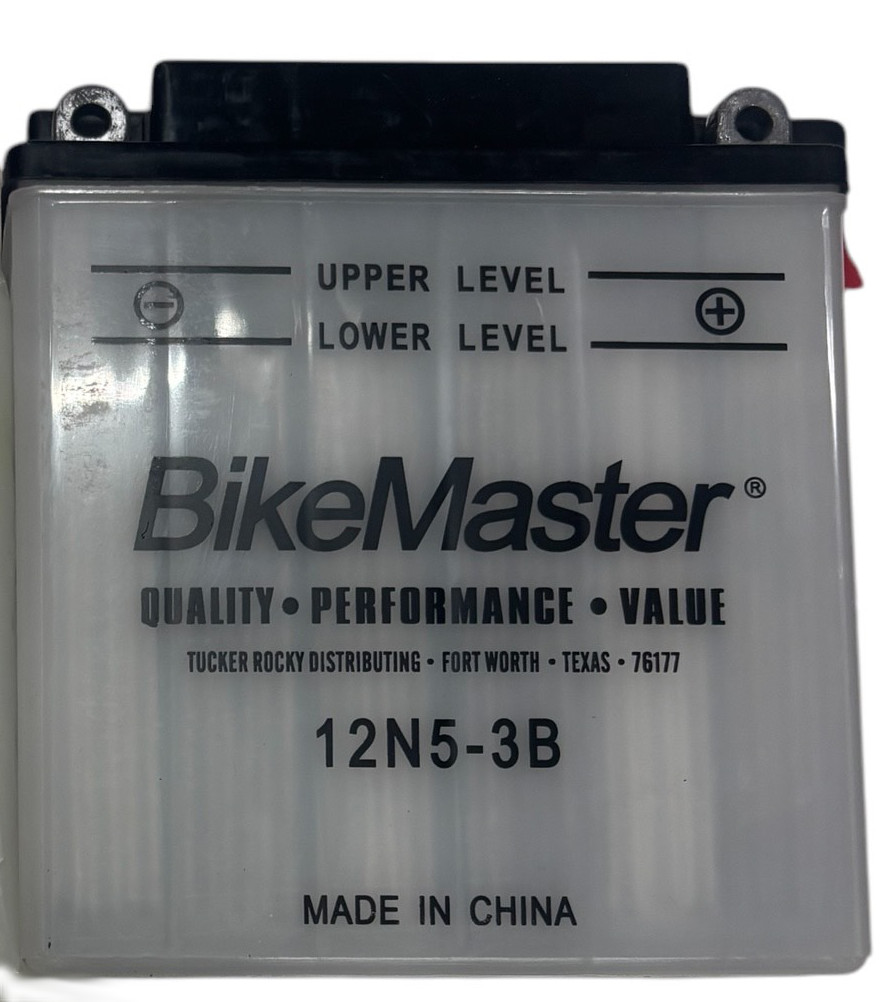 UPPER LEVEL
⊖ ⊕
LOWER LEVEL
BikeMaster®
QUALITY • PERFORMANCE • VALUE
TUCKER ROCKY DISTRIBUTING • FORT WORTH • TEXAS • 76177
12N5-3B
MADE IN CHINA